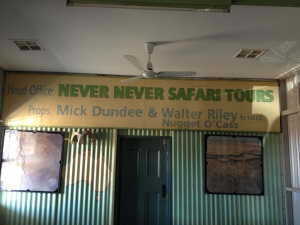 Head Office. NEVER NEVER SAFARI TOURS
Props. Mick Dundee & Walter Riley
Nugget O'Cass